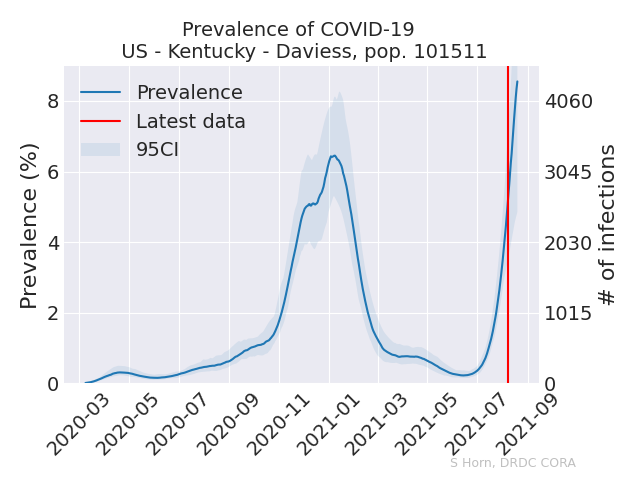 Prevalence of COVID-19
US - Kentucky - Daviess, pop. 101511
Prevalence
Latest data
95CI
Prevalence (%)
8
6
4
2
0
4060
3045
2030
1015
0
# of infections
2020-03
2020-05
2020-07
2020-09
2020-11
2021-01
2021-03
2021-05
2021-07
2021-09
S Horn, DRDC CORA